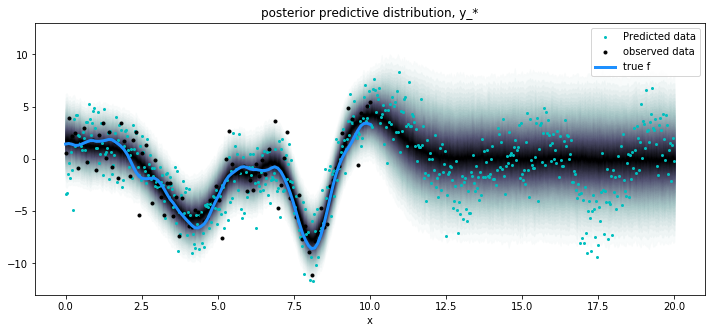 posterior predictive distribution, y_*
Predicted data
observed data
true f
10
5
0
−5
−10
0.0 2.5 5.0 7.5 10.0 12.5 15.0 17.5 20.0
x